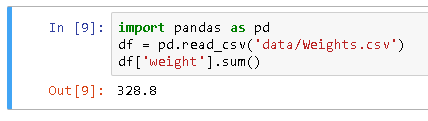 In [9]: import pandas as pd
df = pd.read_csv('data/Weights.csv')
df['weight'].sum()
Out[9]: 328.8